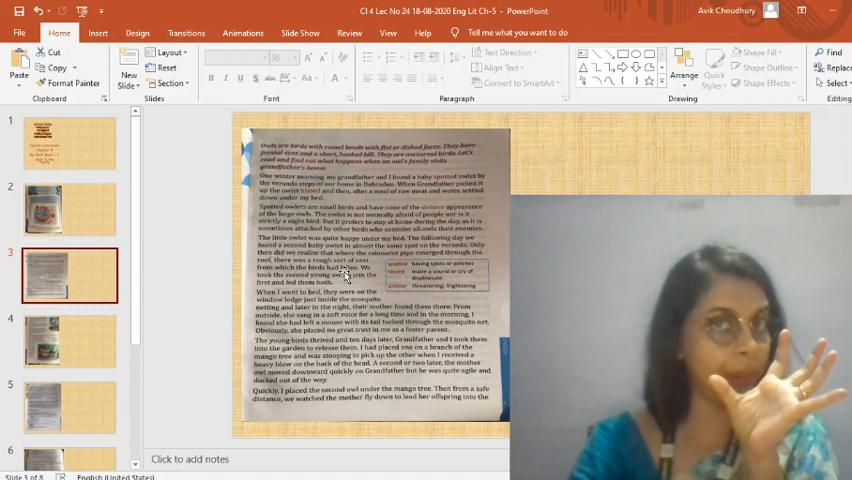 Cl 4 Lec No 24 18-08-2020 Eng Lit Ch-5 - PowerPoint
Avik Choudhury
File
Home
Insert
Design
Transitions
Animations
Slide Show
Review
View
Help
Tell me what you want to do
Paste
Cut
Copy
Format Painter
Clipboard
New
Slide
Layout
Reset
Section
Slides
36
Font
Text Direction
Align Text
Convert to SmartArt
Paragraph
Arrange
Quick
Styles
Shape Fill
Shape Outline
Shape Effects
Drawing
Find
Replace
Select
1
2
3
4
5
6
Owls are birds with round heads with flat or dished faces. They have
frontal eyes and a short, hooked bill. They are nocturnal birds. Let's
read and find out what happens when an owl's family visits
grandfather's house.
One winter morning, my grandfather and I found a baby spotted owlet by
the veranda steps of our home in Dehradun. When Grandfather picked it
up the owlet hissed and then, after a meal of raw meat and water, settled
down under my bed.
Spotted owlets are small birds and have none of the sinister appearance
of the large owls. The owlet is not normally afraid of people nor is it
strictly a night bird. But it prefers to stay at home during the day, as it is
sometimes attacked by other birds who consider all owls their enemies.
The little owlet was quite happy under my bed. The following day we
found a second baby owlet in almost the same spot on the veranda. Only
then did we realise that where the rainwater pipe emerged through the
roof, there was a rough sort of nest
from which the birds had fallen. We
took the second young to join the
first and fed them both.
spotted having spots or patches
hissed made a sound or cry of
displeasure
sinister threatening; frightening
When I went to bed, they were on the
window ledge just inside the mosquito
netting and later in the night, their mother found them there. From
outside, she sang in a soft voice for a long time and in the morning, I
found she had left a mouse with its tail tucked through the mosquito net.
Obviously, she placed no great trust in me as a foster parent.
The young birds thrived and ten days later, Grandfather and I took them
into the garden to release them. I had placed one on a branch of the
mango tree and was stooping to pick up the other when I received a
heavy blow on the back of the head. A second or two later, the mother
owl moved downward quickly on Grandfather but he was quite agile and
ducked out of the way.
Quickly, I placed the second owl under the mango tree. Then from a safe
distance, we watched the mother fly down to lead her offspring into the
Click to add notes
Slide 3 of 8
English (United States)